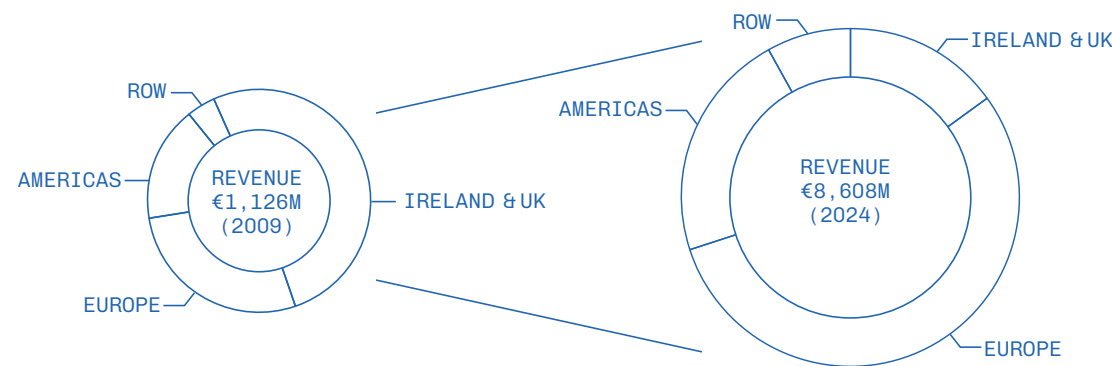 ROW
AMERICAS
REVENUE
€1,126M
(2009)
IRELAND & UK
EUROPE
ROW
IRELAND & UK
AMERICAS
REVENUE
€8,608M
(2024)
EUROPE